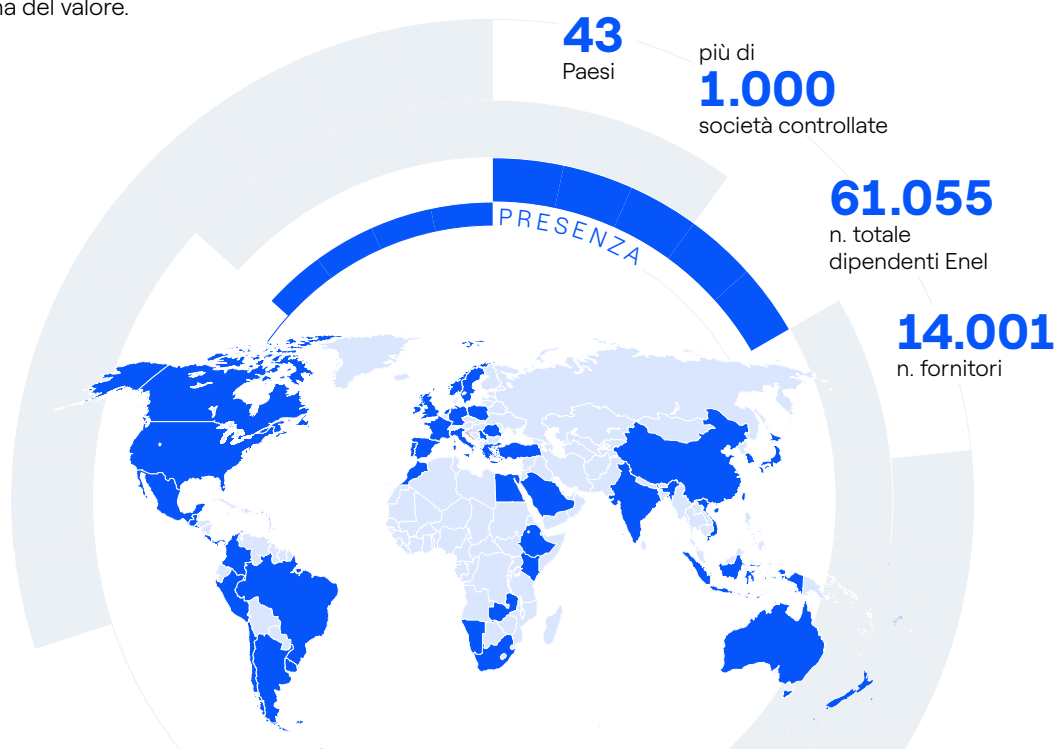 na del valore.
43
Paesi
più di
1.000
società controllate
61.055
n. totale
dipendenti Enel
PRESENZA
14.001
n. fornitori